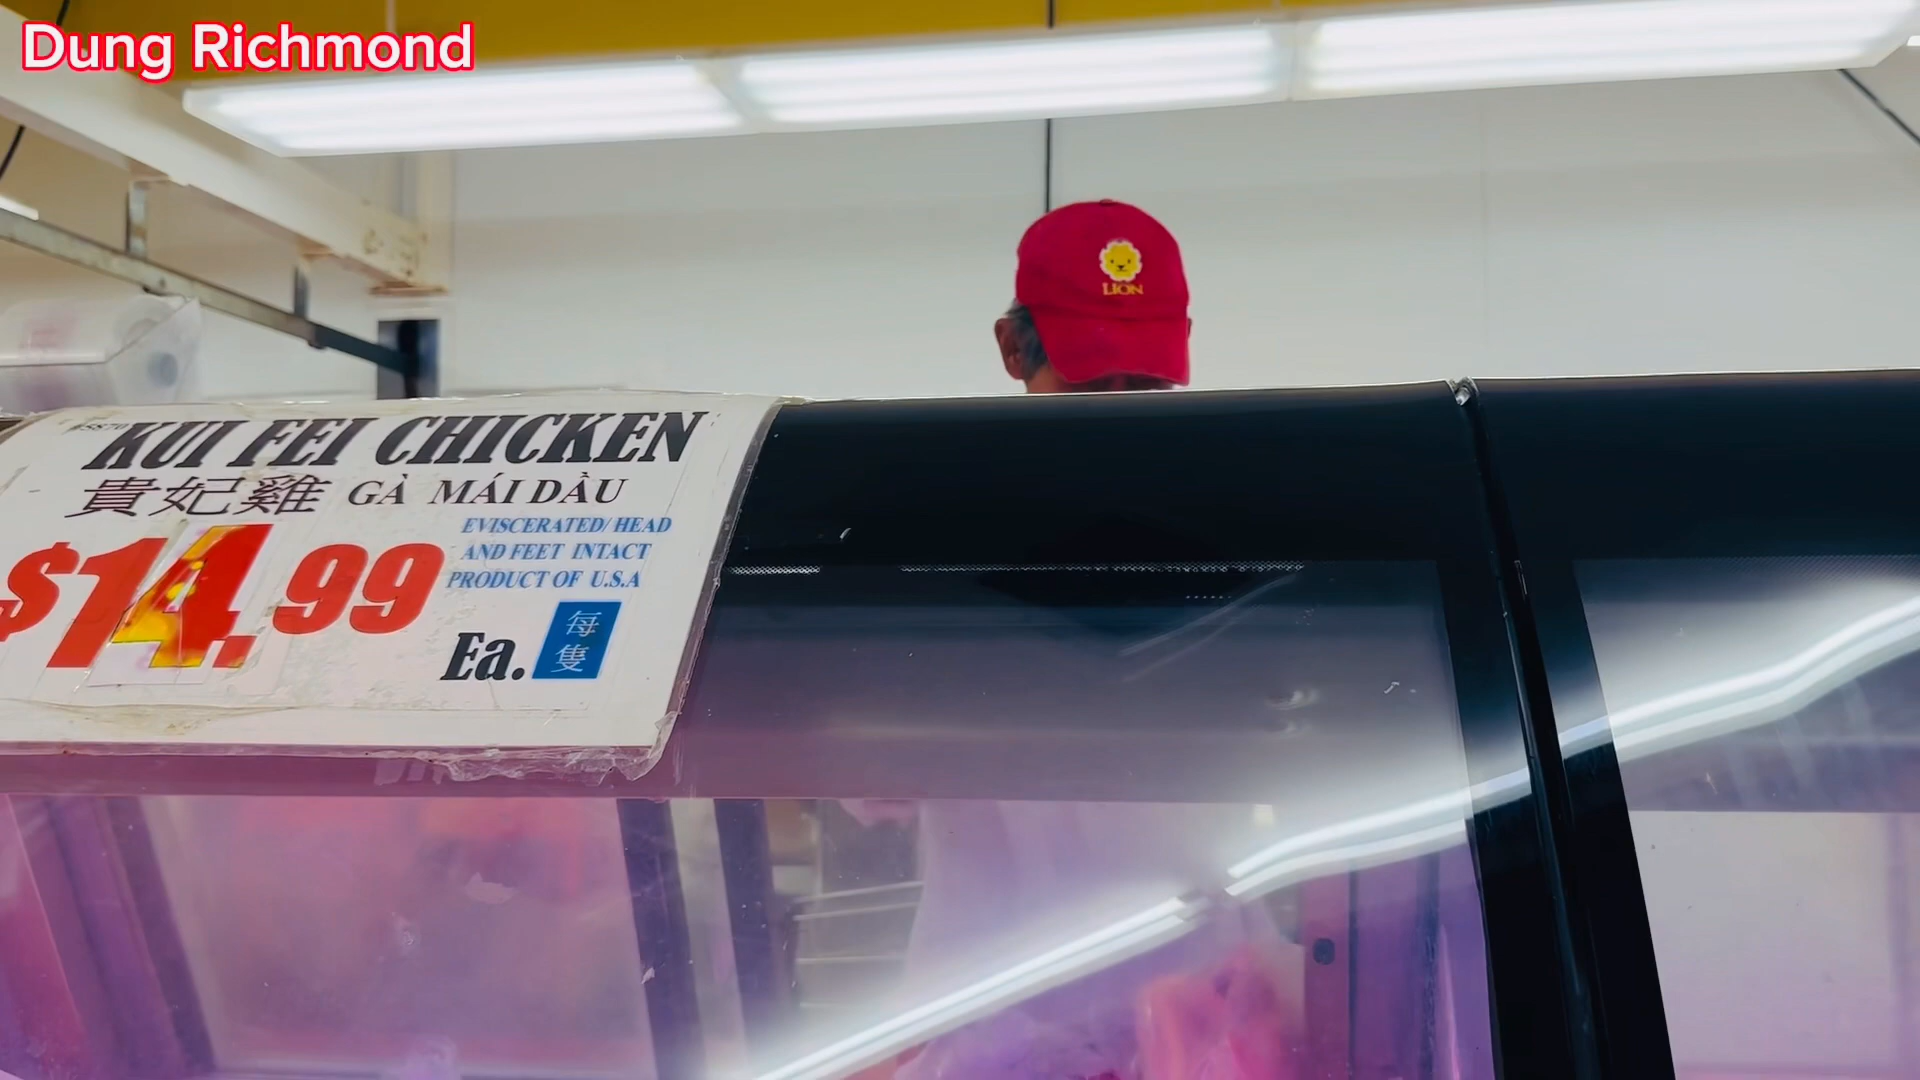 Dung Richmond
LION
KUI FEI CHICKEN
貴妃雞 GÀ MÁI DẦU
$14.99
EVISCERATED/ HEAD
AND FEET INTACT
PRODUCT OF U.S.A
Ea.
每
隻